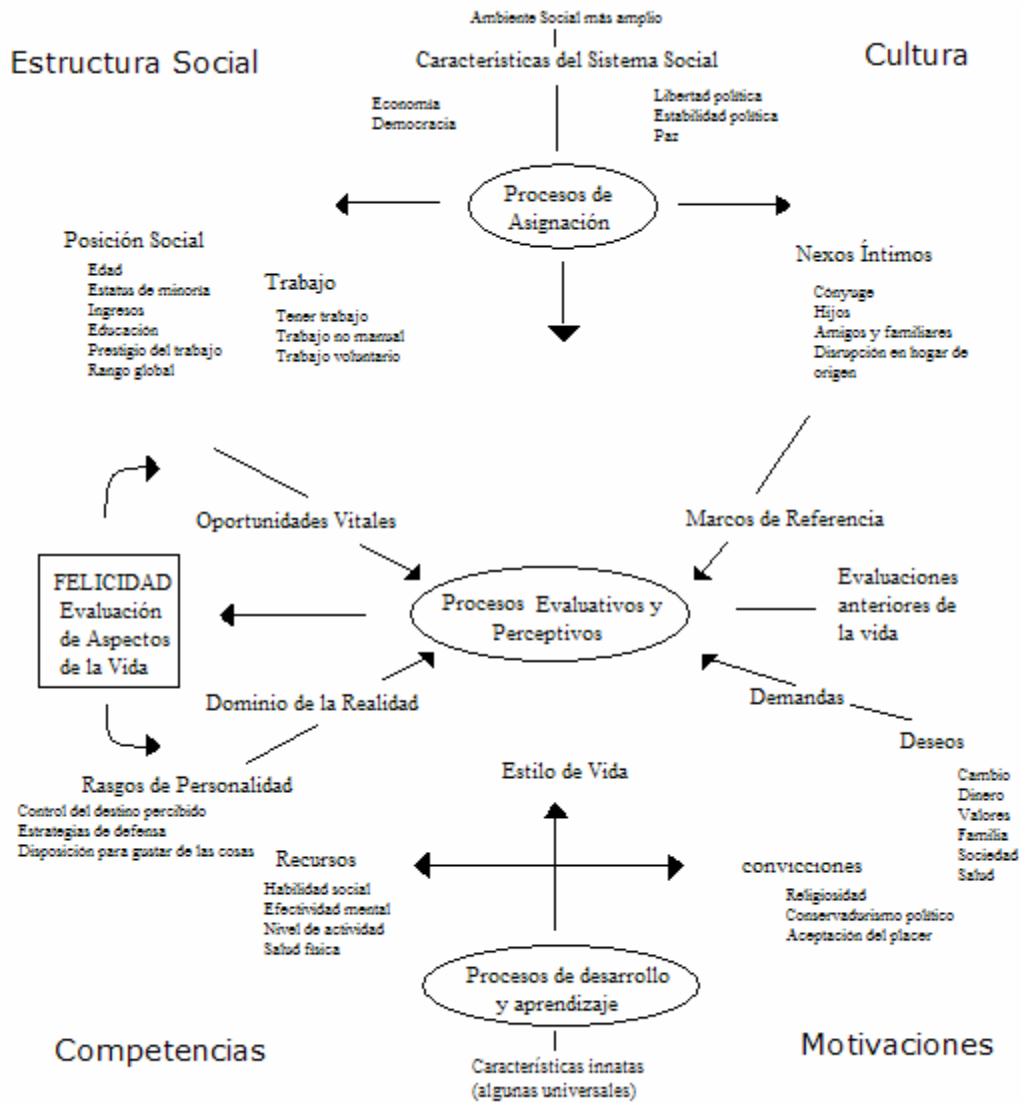 Ambiente Social más amplio
Estructura Social
Características del Sistema Social
Cultura
Economía
Democracia
Libertad política
Estabilidad política
Paz
Procesos de
Asignación
Posición Social
Edad
Estatus de minoría
Ingresos
Educación
Prestigio del trabajo
Rango global
Trabajo
Tener trabajo
Trabajo no manual
Trabajo voluntario
Nexos Íntimos
Cónyuge
Hijos
Amigos y familiares
Disrupción en hogar de
origen
Oportunidades Vitales
Marcos de Referencia
FELICIDAD
Evaluación
de Aspectos
de la Vida
Procesos Evaluativos y
Perceptivos
Evaluaciones
anteriores de
la vida
Dominio de la Realidad
Demandas
Deseos
Cambio
Dinero
Valores
Familia
Sociedad
Salud
Estilo de Vida
Rasgos de Personalidad
Control del destino percibido
Estrategias de defensa
Disposición para gustar de las cosas
Recursos
Habilidad social
Efectividad mental
Nivel de actividad
Salud física
convicciones
Religiosidad
Conservadurismo político
Aceptación del placer
Procesos de desarrollo
y aprendizaje
Competencias
Motivaciones
Características innatas
(algunas universales)